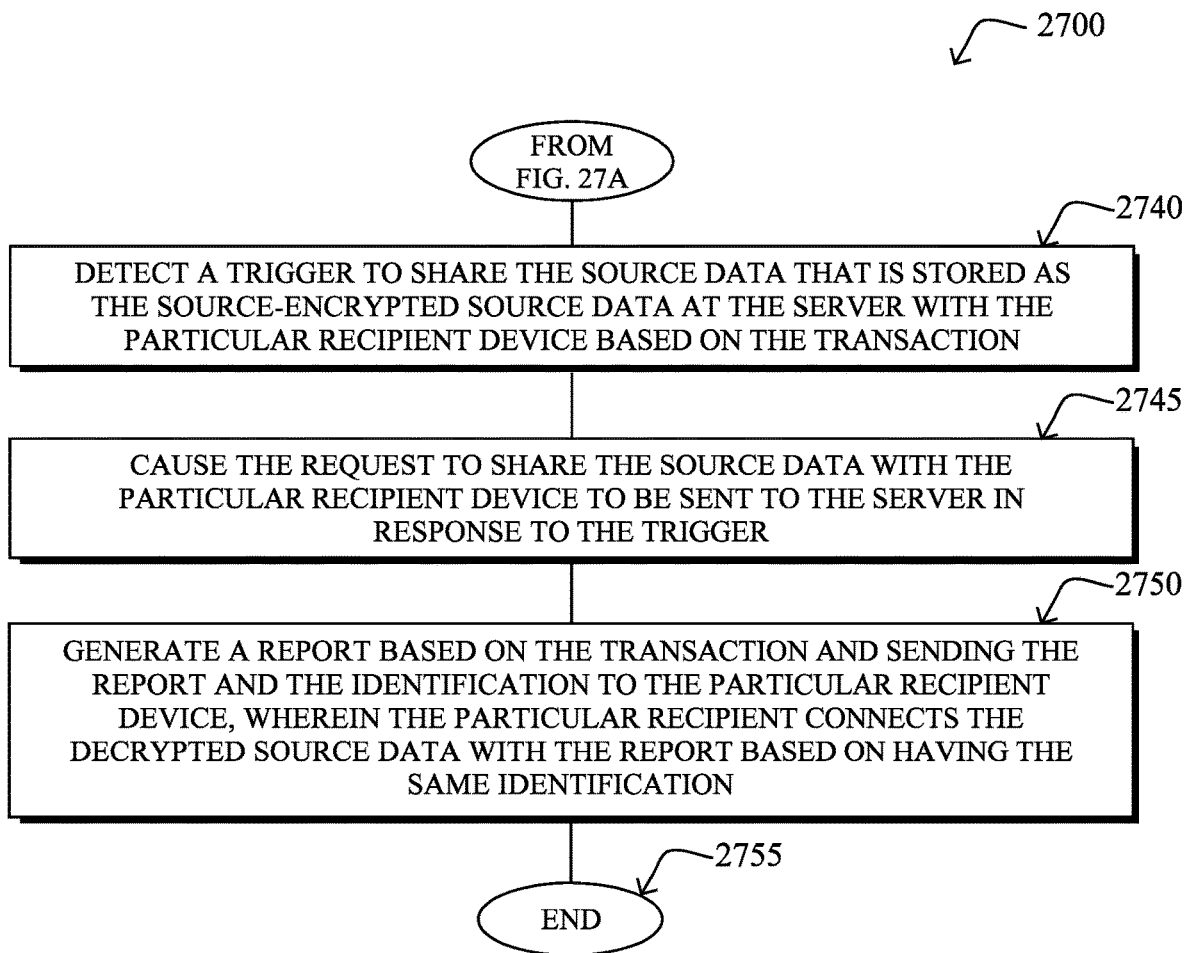 2700
FROM
FIG. 27A
2740
DETECT A TRIGGER TO SHARE THE SOURCE DATA THAT IS STORED AS
THE SOURCE-ENCRYPTED SOURCE DATA AT THE SERVER WITH THE
PARTICULAR RECIPIENT DEVICE BASED ON THE TRANSACTION
2745
CAUSE THE REQUEST TO SHARE THE SOURCE DATA WITH THE
PARTICULAR RECIPIENT DEVICE TO BE SENT TO THE SERVER IN
RESPONSE TO THE TRIGGER
2750
GENERATE A REPORT BASED ON THE TRANSACTION AND SENDING THE
REPORT AND THE IDENTIFICATION TO THE PARTICULAR RECIPIENT
DEVICE, WHEREIN THE PARTICULAR RECIPIENT CONNECTS THE
DECRYPTED SOURCE DATA WITH THE REPORT BASED ON HAVING THE
SAME IDENTIFICATION
2755
END